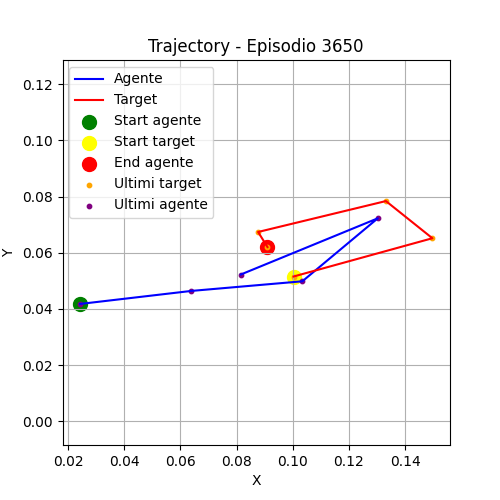 Trajectory - Episodio 3650
Agente
Target
Start agente
Start target
End agente
Ultimi target
Ultimi agente
0.12
0.10
0.08
0.06
0.04
0.02
0.00
Y
0.02 0.04 0.06 0.08 0.10 0.12 0.14
X